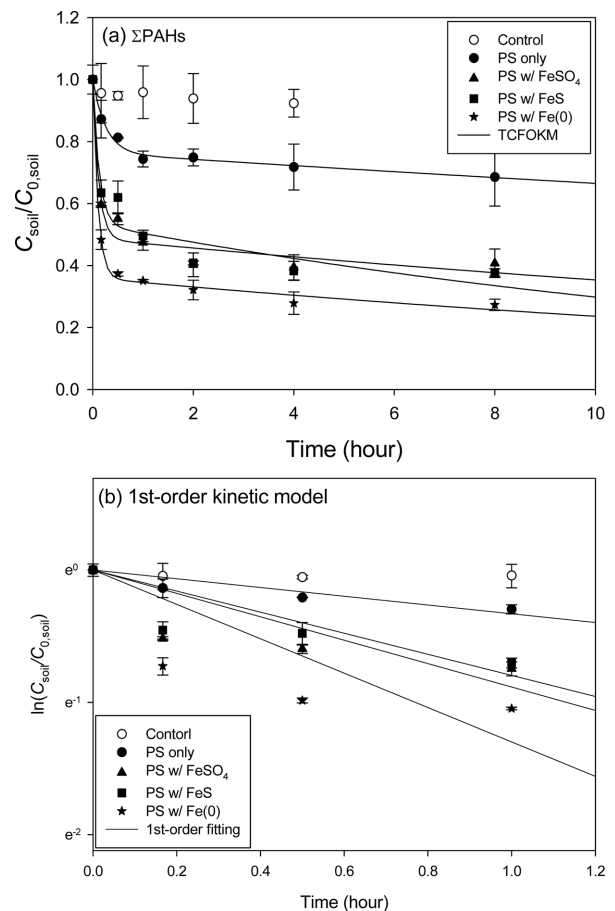 (a) ΣPAHs
Control
PS only
PS w/ FeSO4
PS w/ FeS
PS w/ Fe(0)
TCFOKM
1.2
1.0
0.8
0.6
0.4
0.2
0.0
Csoil/C0,soil
0 2 4 6 8 10
Time (hour)
(b) 1st-order kinetic model
e0
e-1
e-2
ln(Csoil/C0,soil)
Contorl
PS only
PS w/ FeSO4
PS w/ FeS
PS w/ Fe(0)
1st-order fitting
0.0 0.2 0.4 0.6 0.8 1.0 1.2
Time (hour)